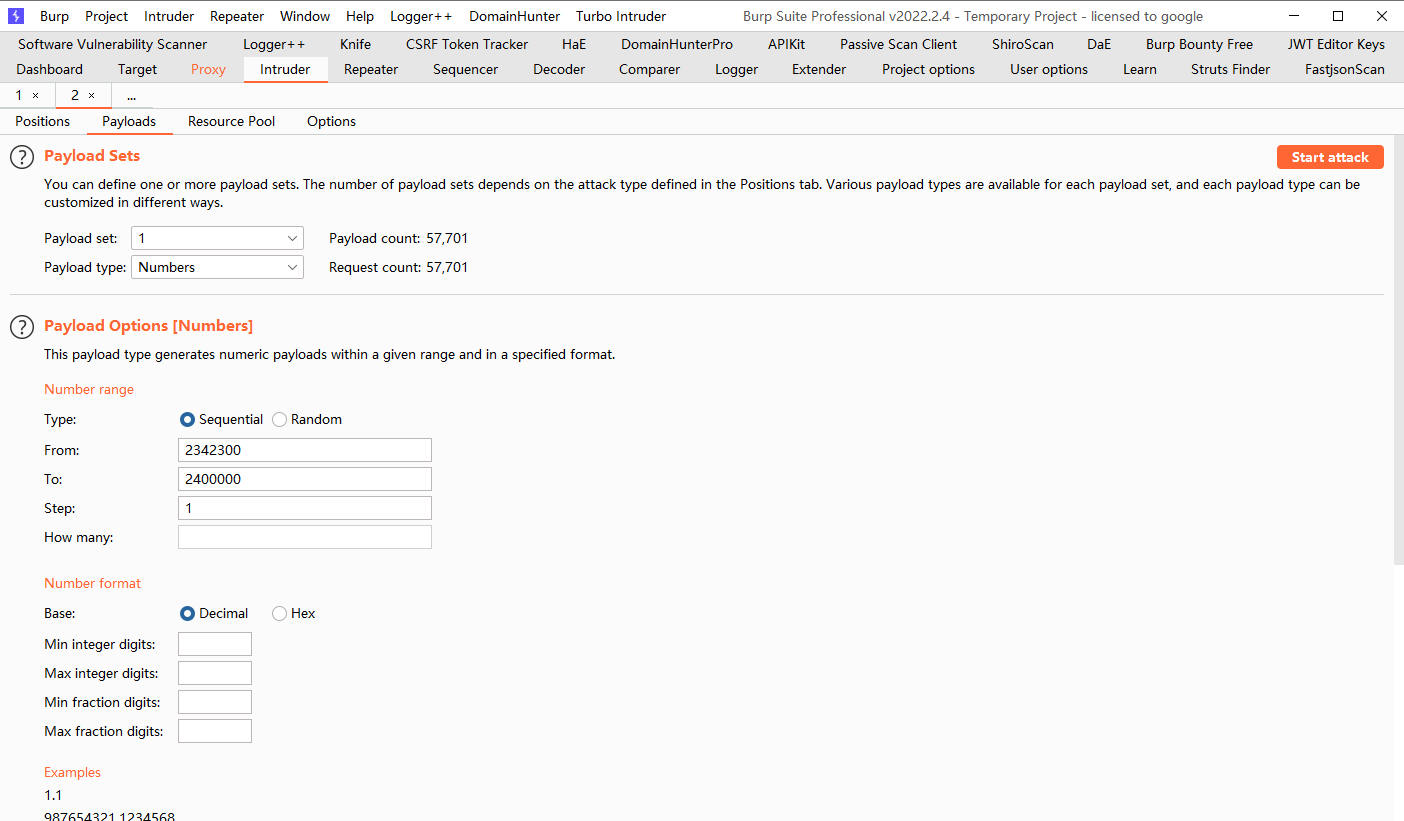 Burp Project Intruder Repeater Window Help Logger++ DomainHunter Turbo Intruder Burp Suite Professional v2022.2.4 - Temporary Project - licensed to google
Software Vulnerability Scanner Logger++ Knife CSRF Token Tracker HaE DomainHunterPro APIKit Passive Scan Client ShiroScan DaE Burp Bounty Free JWT Editor Keys
Dashboard Target Proxy Intruder Repeater Sequencer Decoder Comparer Logger Extender Project options User options Learn Struts Finder FastjsonScan
1 × 2 × ...
Positions Payloads Resource Pool Options
? Payload Sets Start attack
You can define one or more payload sets. The number of payload sets depends on the attack type defined in the Positions tab. Various payload types are available for each payload set, and each payload type can be
customized in different ways.
Payload set: 1 Payload count: 57,701
Payload type: Numbers Request count: 57,701
? Payload Options [Numbers]
This payload type generates numeric payloads within a given range and in a specified format.
Number range
Type: Sequential Random
From: 2342300
To: 2400000
Step: 1
How many:
Number format
Base: Decimal Hex
Min integer digits:
Max integer digits:
Min fraction digits:
Max fraction digits:
Examples
1.1
987654321.1234568